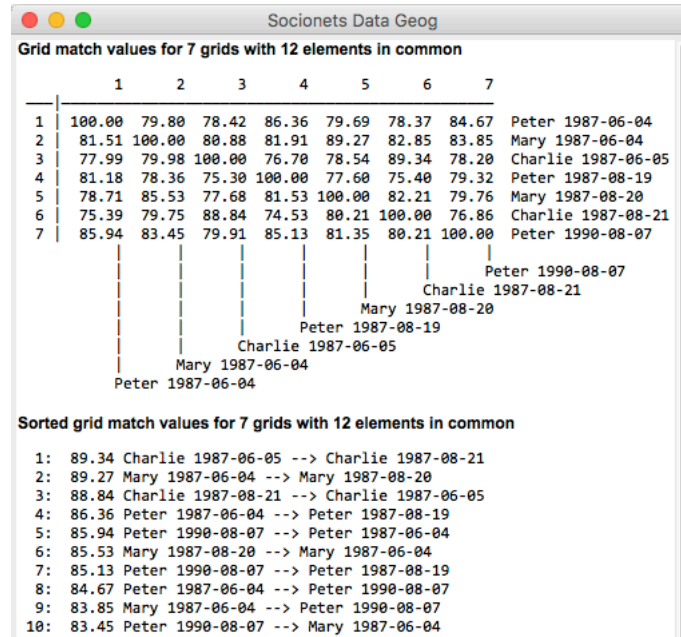 Socionets Data Geog
Grid match values for 7 grids with 12 elements in common
1 2 3 4 5 6 7
1 | 100.00 79.80 78.42 86.36 79.69 78.37 84.67 Peter 1987-06-04
2 | 81.51 100.00 80.88 81.91 89.27 82.85 83.85 Mary 1987-06-04
3 | 77.99 79.98 100.00 76.70 78.54 89.34 78.20 Charlie 1987-06-05
4 | 81.18 78.36 75.30 100.00 77.60 75.40 79.32 Peter 1987-08-19
5 | 78.71 85.53 77.68 81.53 100.00 82.21 79.76 Mary 1987-08-20
6 | 75.39 79.75 88.84 74.53 80.21 100.00 76.86 Charlie 1987-08-21
7 | 85.94 83.45 79.91 85.13 81.35 80.21 100.00 Peter 1990-08-07
Peter 1990-08-07
Charlie 1987-08-21
Mary 1987-08-20
Peter 1987-08-19
Charlie 1987-06-05
Mary 1987-06-04
Peter 1987-06-04
Sorted grid match values for 7 grids with 12 elements in common
1: 89.34 Charlie 1987-06-05 --> Charlie 1987-08-21
2: 89.27 Mary 1987-06-04 --> Mary 1987-08-20
3: 88.84 Charlie 1987-08-21 --> Charlie 1987-06-05
4: 86.36 Peter 1987-06-04 --> Peter 1987-08-19
5: 85.94 Peter 1990-08-07 --> Peter 1987-06-04
6: 85.53 Mary 1987-08-20 --> Mary 1987-06-04
7: 85.13 Peter 1990-08-07 --> Peter 1987-08-19
8: 84.67 Peter 1987-06-04 --> Peter 1990-08-07
9: 83.85 Mary 1987-06-04 --> Peter 1990-08-07
10: 83.45 Peter 1990-08-07 --> Mary 1987-06-04